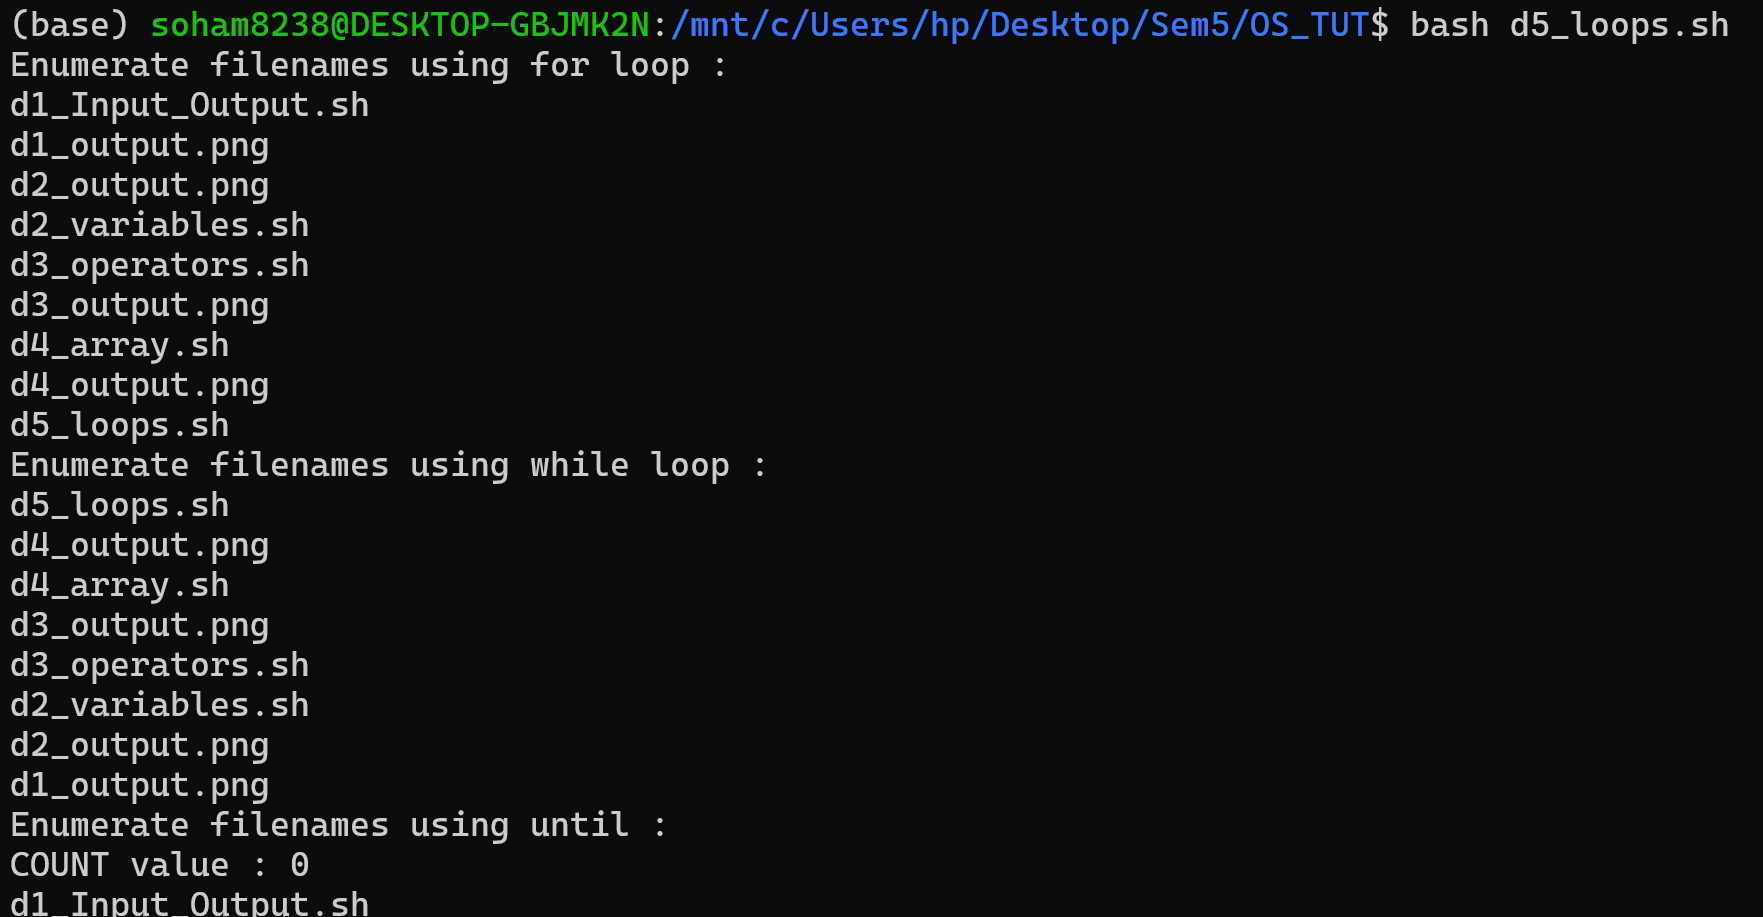 (base) soham8238@DESKTOP-GBJMK2N:/mnt/c/Users/hp/Desktop/Sem5/OS_TUT$ bash d5_loops.sh
Enumerate filenames using for loop :
d1_Input_Output.sh
d1_output.png
d2_output.png
d2_variables.sh
d3_operators.sh
d3_output.png
d4_array.sh
d4_output.png
d5_loops.sh
Enumerate filenames using while loop :
d5_loops.sh
d4_output.png
d4_array.sh
d3_output.png
d3_operators.sh
d2_variables.sh
d2_output.png
d1_output.png
Enumerate filenames using until :
COUNT value : 0
d1_Input_Output.sh